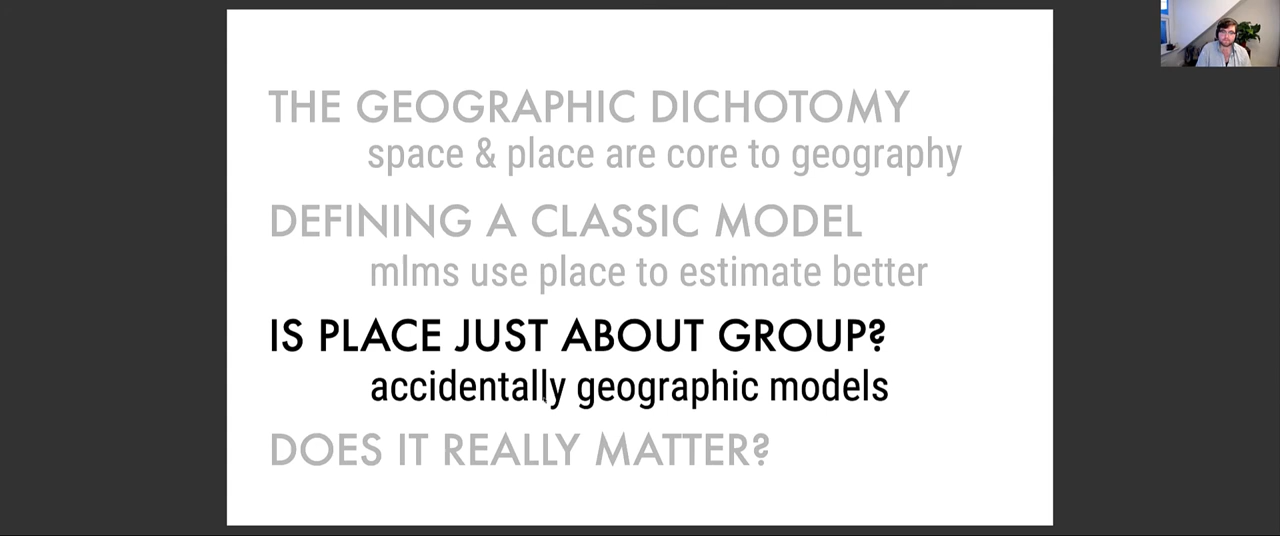 THE GEOGRAPHIC DICHOTOMY
space & place are core to geography
DEFINING A CLASSIC MODEL
mlms use place to estimate better
IS PLACE JUST ABOUT GROUP?
accidentally geographic models
DOES IT REALLY MATTER?